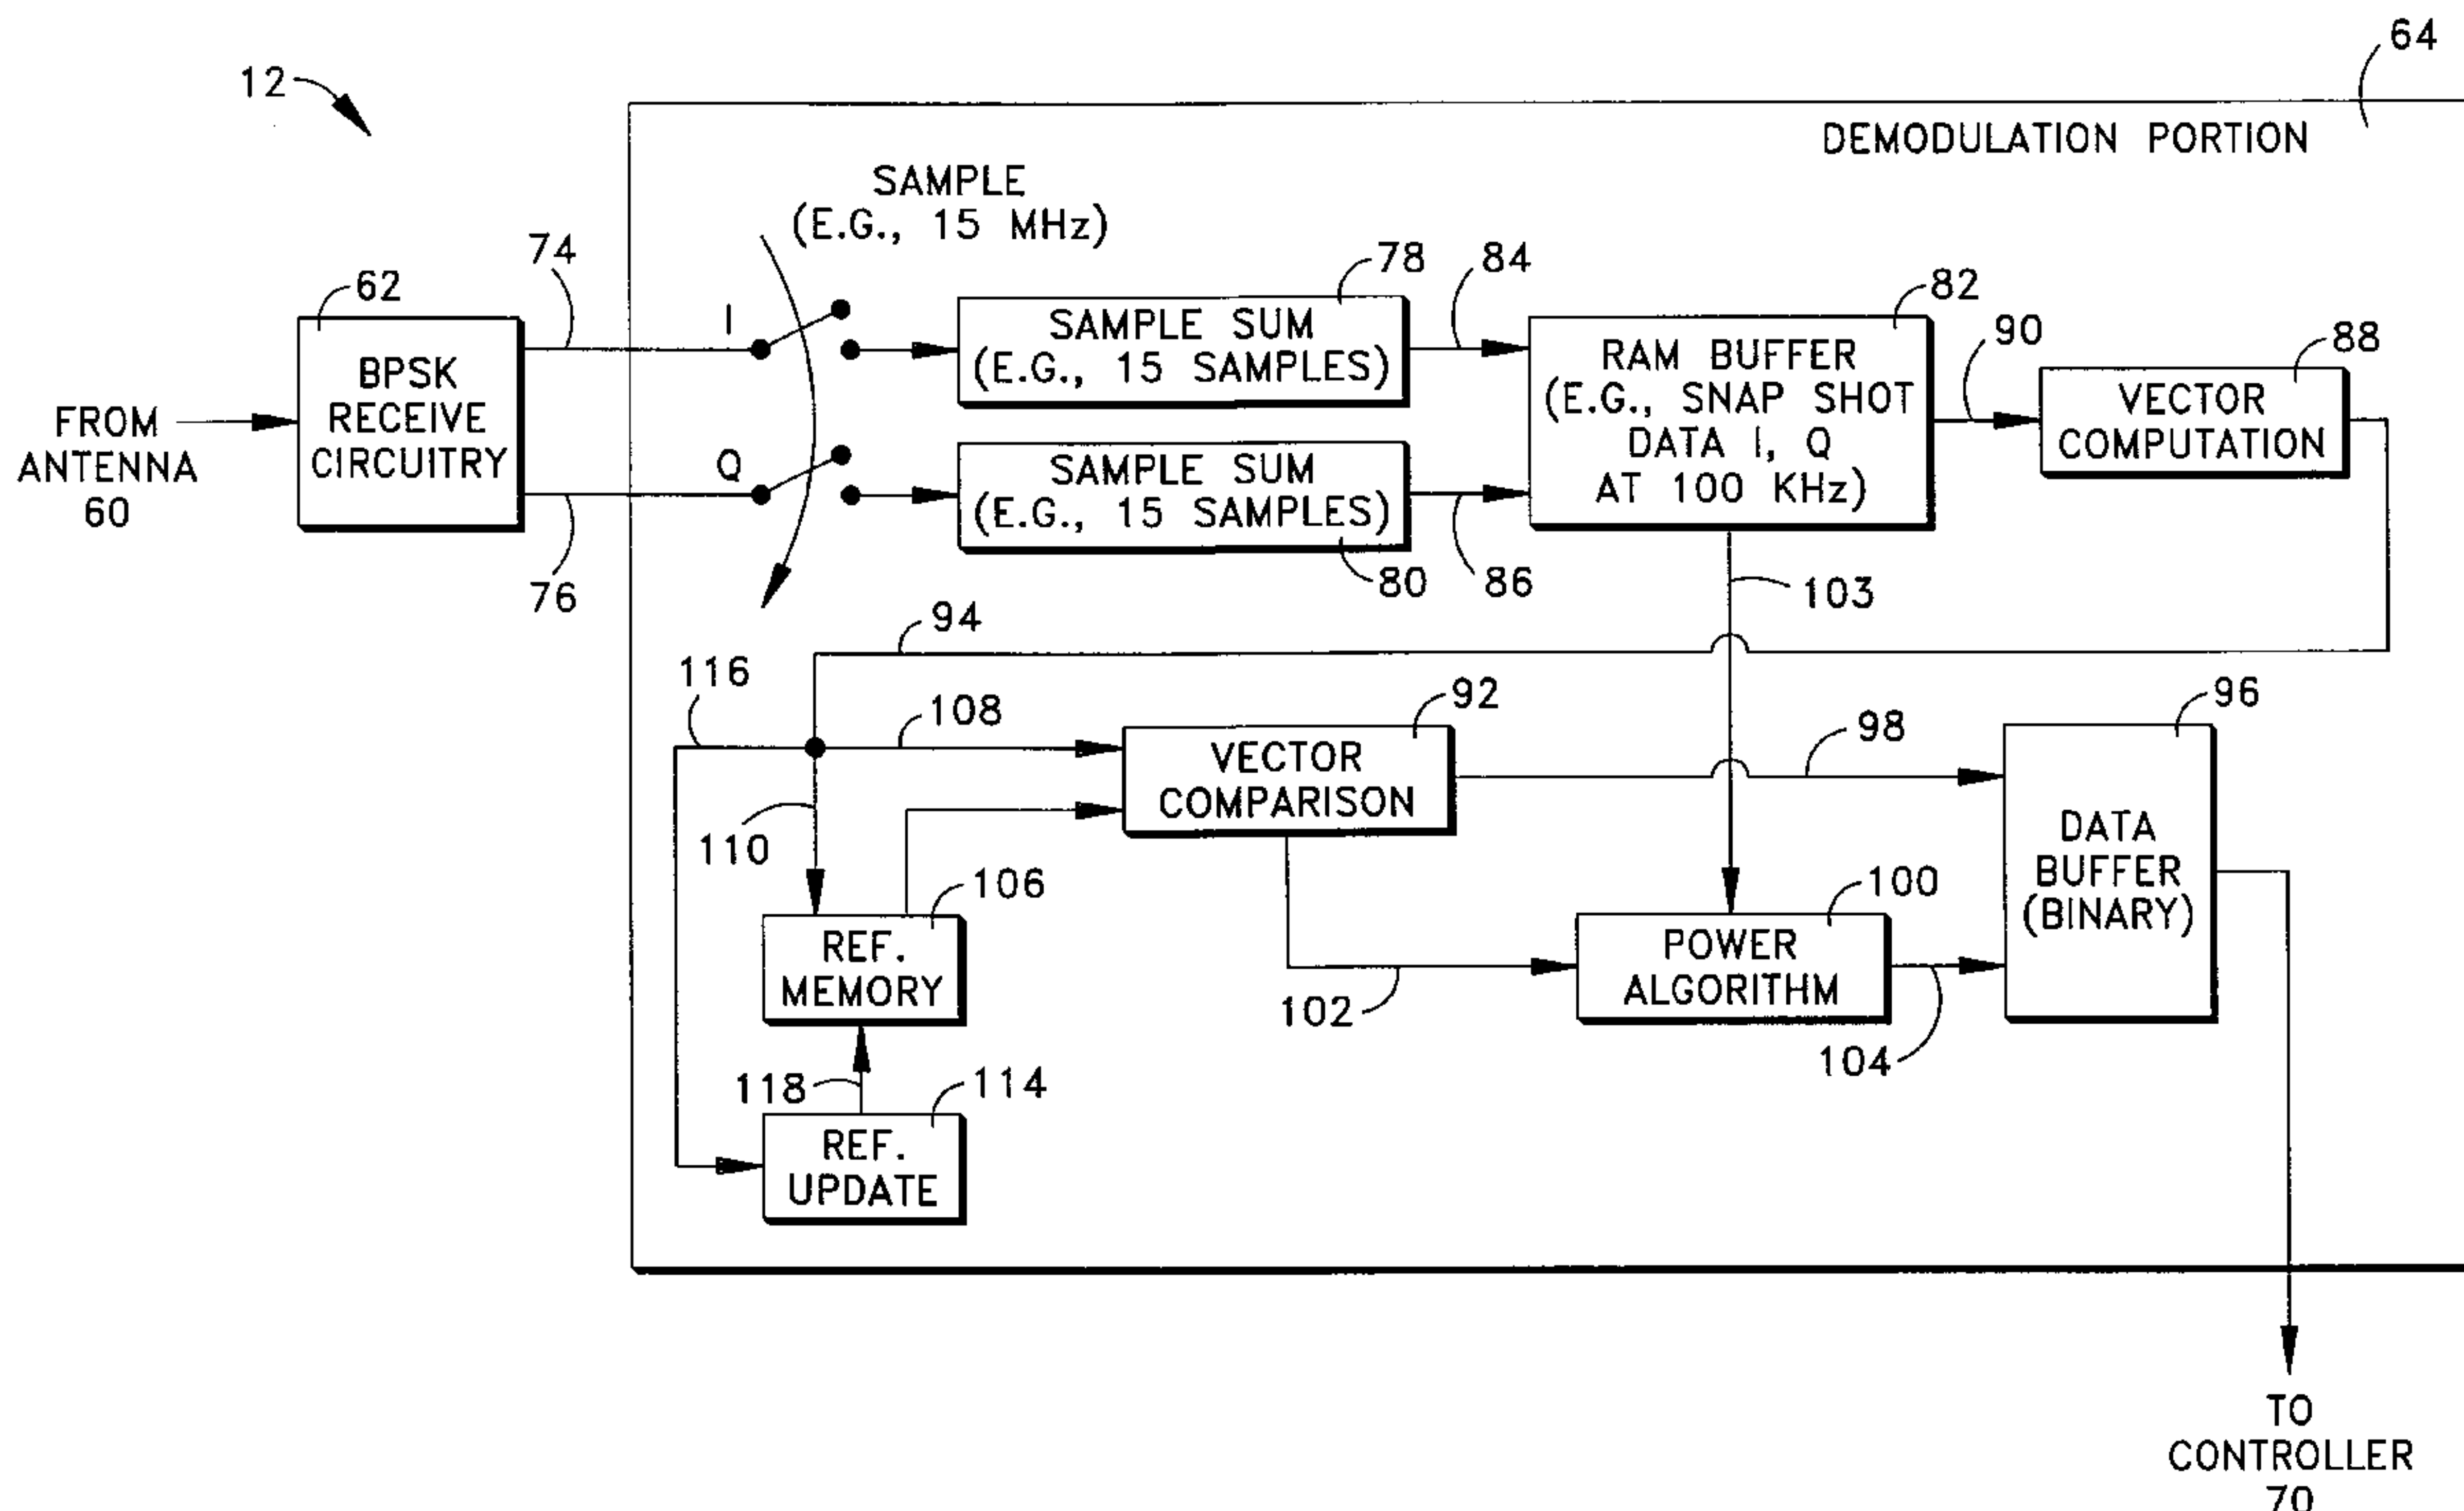 12
64
DEMODULATION PORTION
SAMPLE
(E.G., 15 MHz)
74
62
I
78
84
82
90
88
BPSK
RECEIVE
CIRCUITRY
SAMPLE SUM
(E.G., 15 SAMPLES)
RAM BUFFER
(E.G., SNAP SHOT
DATA I, Q
AT 100 KHz)
VECTOR
COMPUTATION
FROM
ANTENNA
60
Q
SAMPLE SUM
(E.G., 15 SAMPLES)
76
80
86
103
94
116
108
92
98
96
VECTOR
COMPARISON
110
106
100
DATA
BUFFER
(BINARY)
REF.
MEMORY
POWER
ALGORITHM
102
104
118
114
REF.
UPDATE
TO
CONTROLLER
70